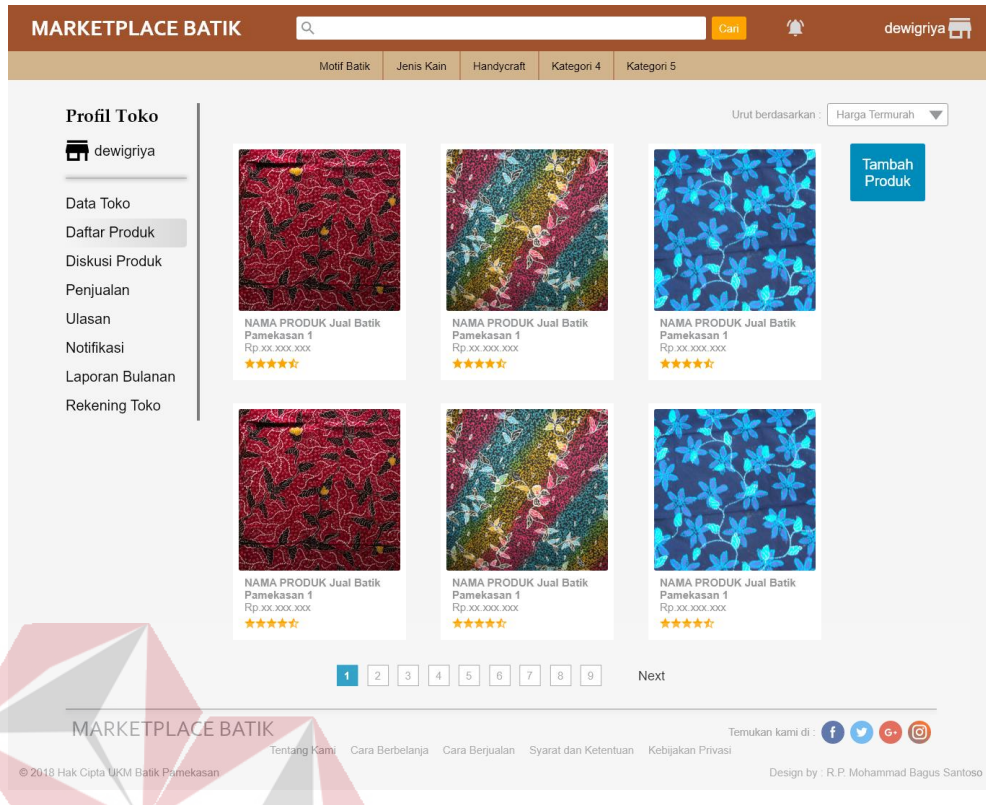 MARKETPLACE BATIK
Cari
dewigriya
Motif Batik
Jenis Kain
Handycraft
Kategori 4
Kategori 5
Profil Toko
dewigriya
Data Toko
Daftar Produk
Diskusi Produk
Penjualan
Ulasan
Notifikasi
Laporan Bulanan
Rekening Toko
Urut berdasarkan :
Harga Termurah
Tambah
Produk
NAMA PRODUK Jual Batik
Pamekasan 1
Rp.xx.xxx.xxx
NAMA PRODUK Jual Batik
Pamekasan 1
Rp.xx.xxx.xxx
NAMA PRODUK Jual Batik
Pamekasan 1
Rp.xx.xxx.xxx
NAMA PRODUK Jual Batik
Pamekasan 1
Rp.xx.xxx.xxx
NAMA PRODUK Jual Batik
Pamekasan 1
Rp.xx.xxx.xxx
NAMA PRODUK Jual Batik
Pamekasan 1
Rp.xx.xxx.xxx
1 2 3 4 5 6 7 8 9 Next
MARKETPLACE BATIK
Temukan kami di :
f
G+
Tentang Kami Cara Berbelanja Cara Berjualan Syarat dan Ketentuan Kebijakan Privasi
© 2018 Hak Cipta UKM Batik Pamekasan
Design by : R.P. Mohammad Bagus Santoso